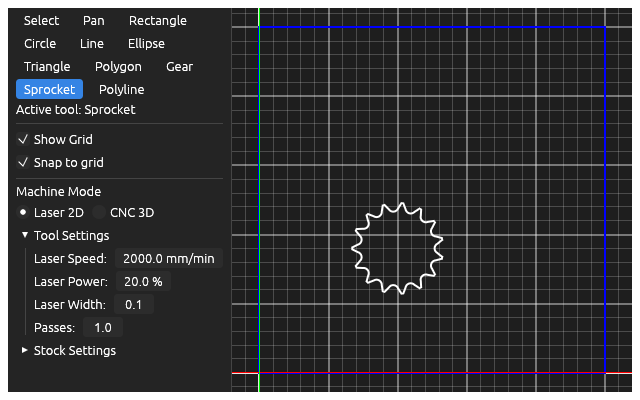 Select Pan Rectangle
Circle Line Ellipse
Triangle Polygon Gear
Sprocket Polyline
Active tool: Sprocket
Show Grid
Snap to grid
Machine Mode
Laser 2D CNC 3D
Tool Settings
Laser Speed: 2000.0 mm/min
Laser Power: 20.0 %
Laser Width: 0.1
Passes: 1.0
Stock Settings